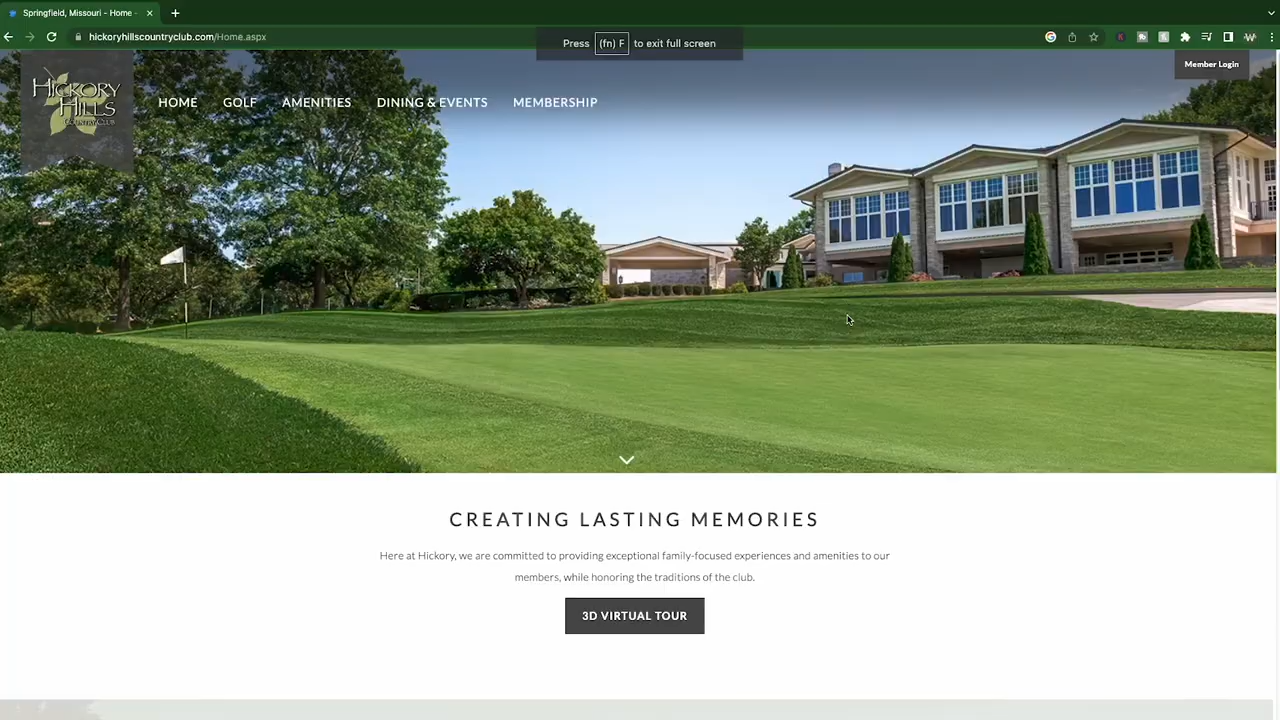 Springfield, Missouri - Home -
hickoryhillscountryclub.com/Home.aspx
Press (fn) F to exit full screen
Member Login
HICKORY
HILLS
COUNTRY CLUB
HOME GOLF AMENITIES DINING & EVENTS MEMBERSHIP
CREATING LASTING MEMORIES
Here at Hickory, we are committed to providing exceptional family-focused experiences and amenities to our
members, while honoring the traditions of the club.
3D VIRTUAL TOUR